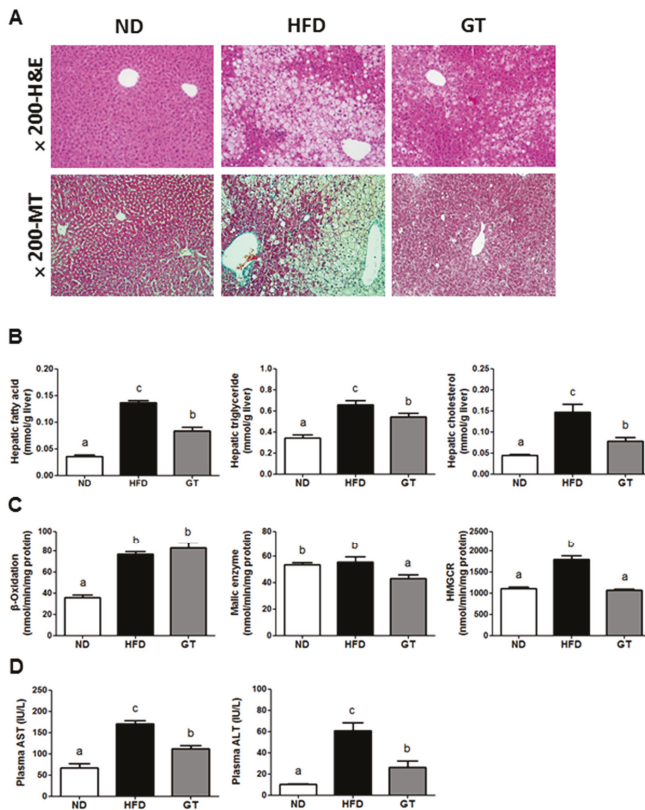 A
ND HFD GT
× 200-H&E
× 200-MT
B
Hepatic fatty acid
(mmol/g liver)
0.20
0.15
0.10
0.05
0.00
a c b
ND HFD GT
Hepatic triglyceride
(mmol/g liver)
1.0
0.8
0.6
0.4
0.2
0.0
a c b
ND HFD GT
Hepatic cholesterol
(mmol/g liver)
0.25
0.20
0.15
0.10
0.05
0.00
a c b
ND HFD GT
C
β-Oxidation
(nmol/min/mg protein)
100
80
60
40
20
0
a b b
ND HFD GT
Malic enzyme
(nmol/min/mg protein)
80
60
40
20
0
b b a
ND HFD GT
HMGCR
(nmol/min/mg protein)
2500
2000
1500
1000
500
0
a b a
ND HFD GT
D
Plasma AST (IU/L)
250
200
150
100
50
0
a c b
ND HFD GT
Plasma ALT (IU/L)
80
60
40
20
0
a c b
ND HFD GT